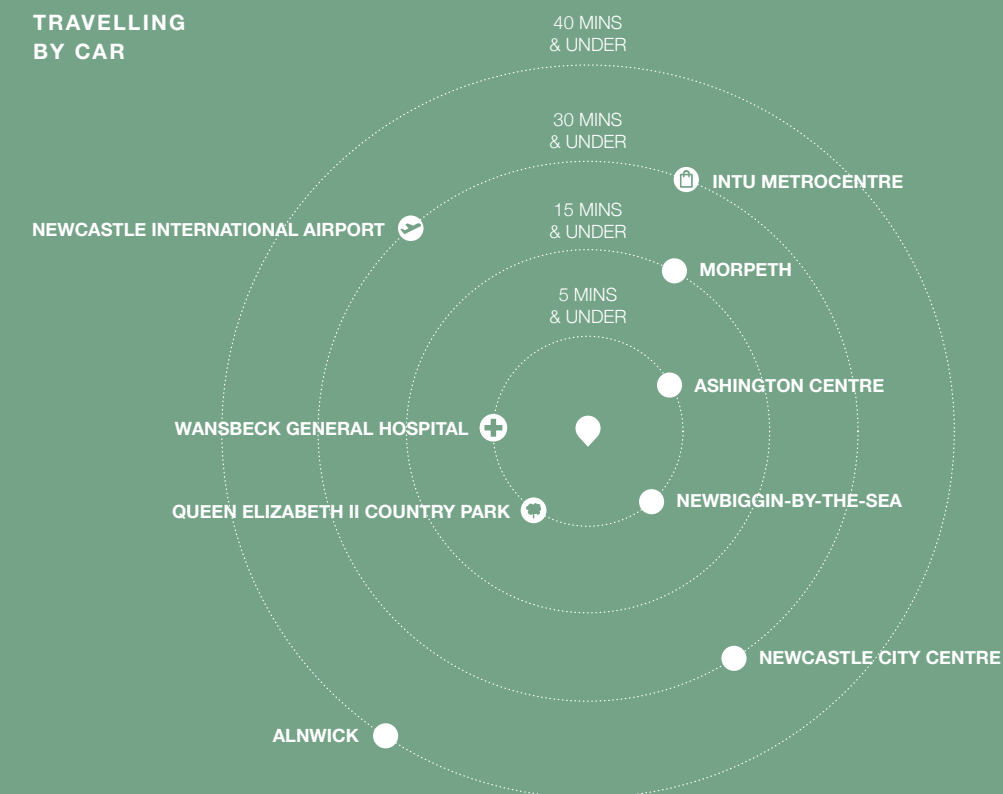 TRAVELLING
BY CAR
40 MINS
& UNDER
30 MINS
& UNDER
INTU METROCENTRE
15 MINS
& UNDER
NEWCASTLE INTERNATIONAL AIRPORT
MORPETH
5 MINS
& UNDER
ASHINGTON CENTRE
WANSBECK GENERAL HOSPITAL
NEWBIGGIN-BY-THE-SEA
QUEEN ELIZABETH II COUNTRY PARK
NEWCASTLE CITY CENTRE
ALNWICK